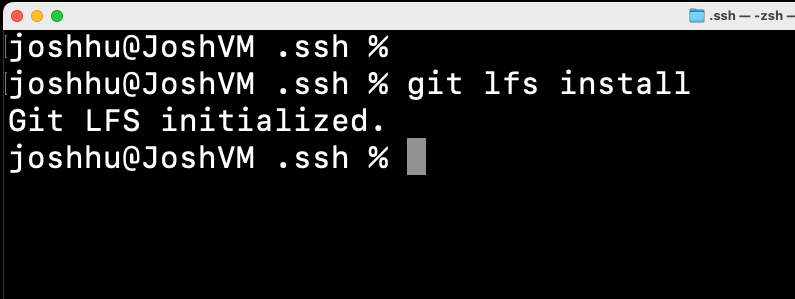 .ssh — -zsh —
joshhu@JoshVM .ssh %
joshhu@JoshVM .ssh % git lfs install
Git LFS initialized.
joshhu@JoshVM .ssh %